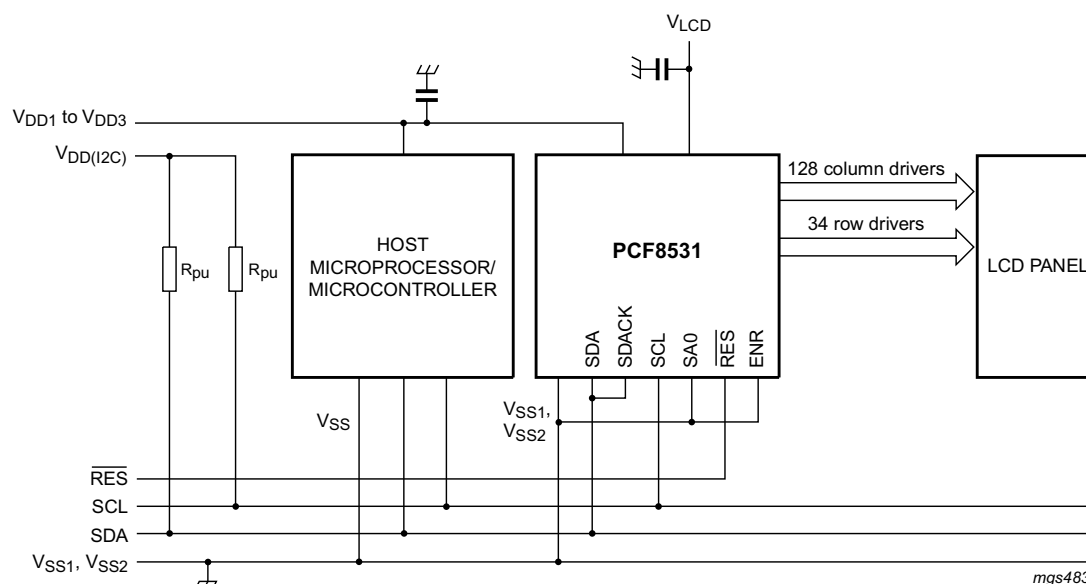 VLCD
VDD1 to VDD3
VDD(I2C)
128 column drivers
34 row drivers
Rpu
Rpu
HOST
MICROPROCESSOR/
MICROCONTROLLER
PCF8531
LCD PANEL
SDA
SDACK
SCL
SA0
RES
ENR
VSS
VSS1,
VSS2
RES
SCL
SDA
VSS1, VSS2
mgs483